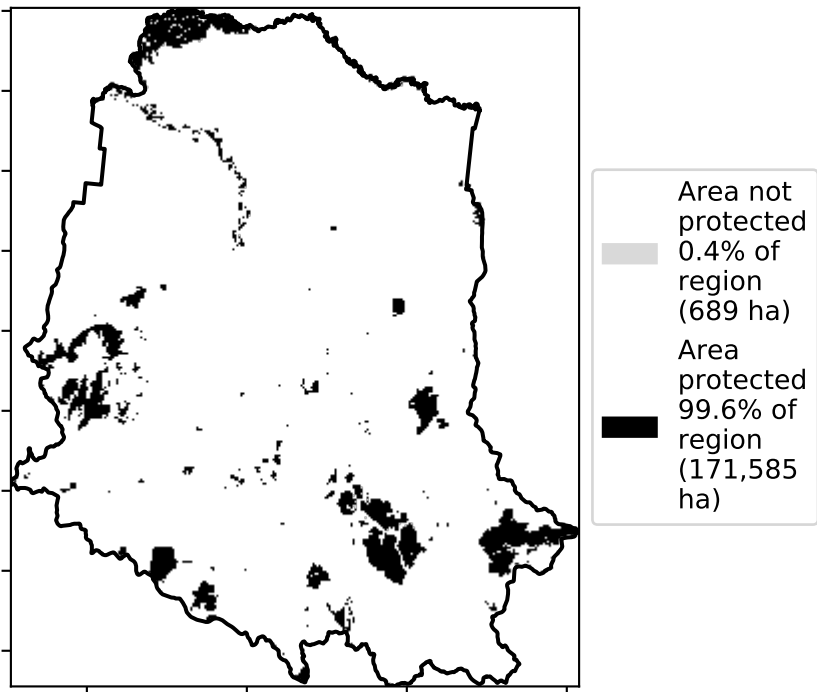 Area not
protected
0.4% of
region
(689 ha)
Area
protected
99.6% of
region
(171,585
ha)